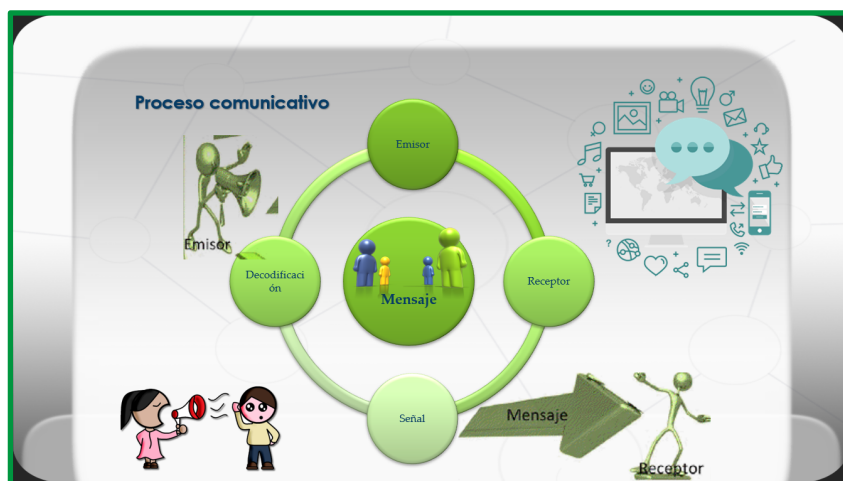 Proceso comunicativo
Emisor
Emisor
Decodificaci
ón
Mensaje
Receptor
Señal
Mensaje
Receptor
?